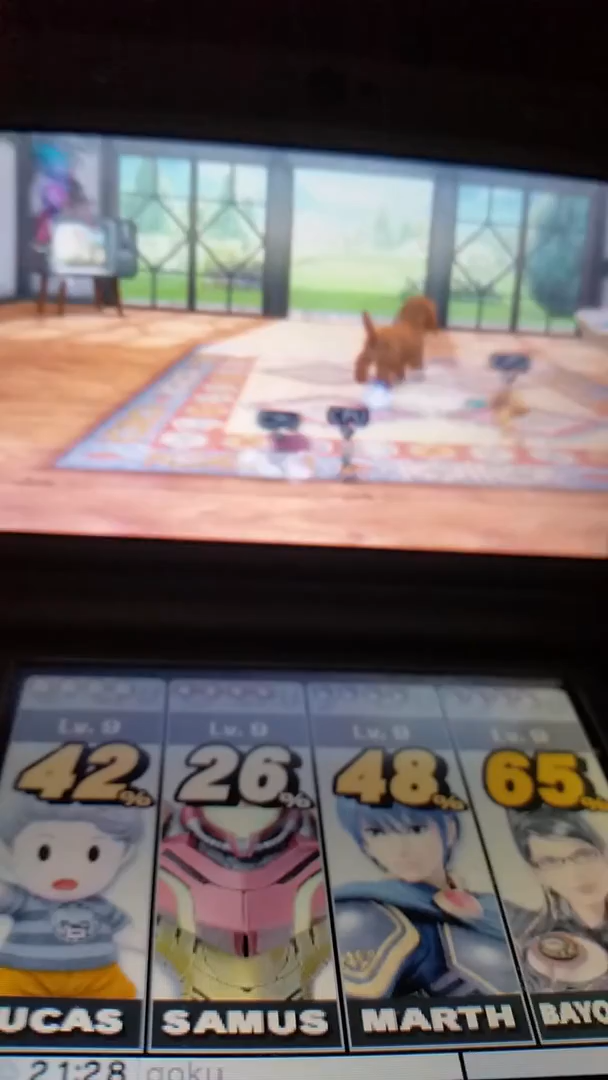 Lv. 9 Lv. 9 Lv. 9 Lv. 9
42% 26% 48% 65%
UCAS SAMUS MARTH BAYO
21:28 goku